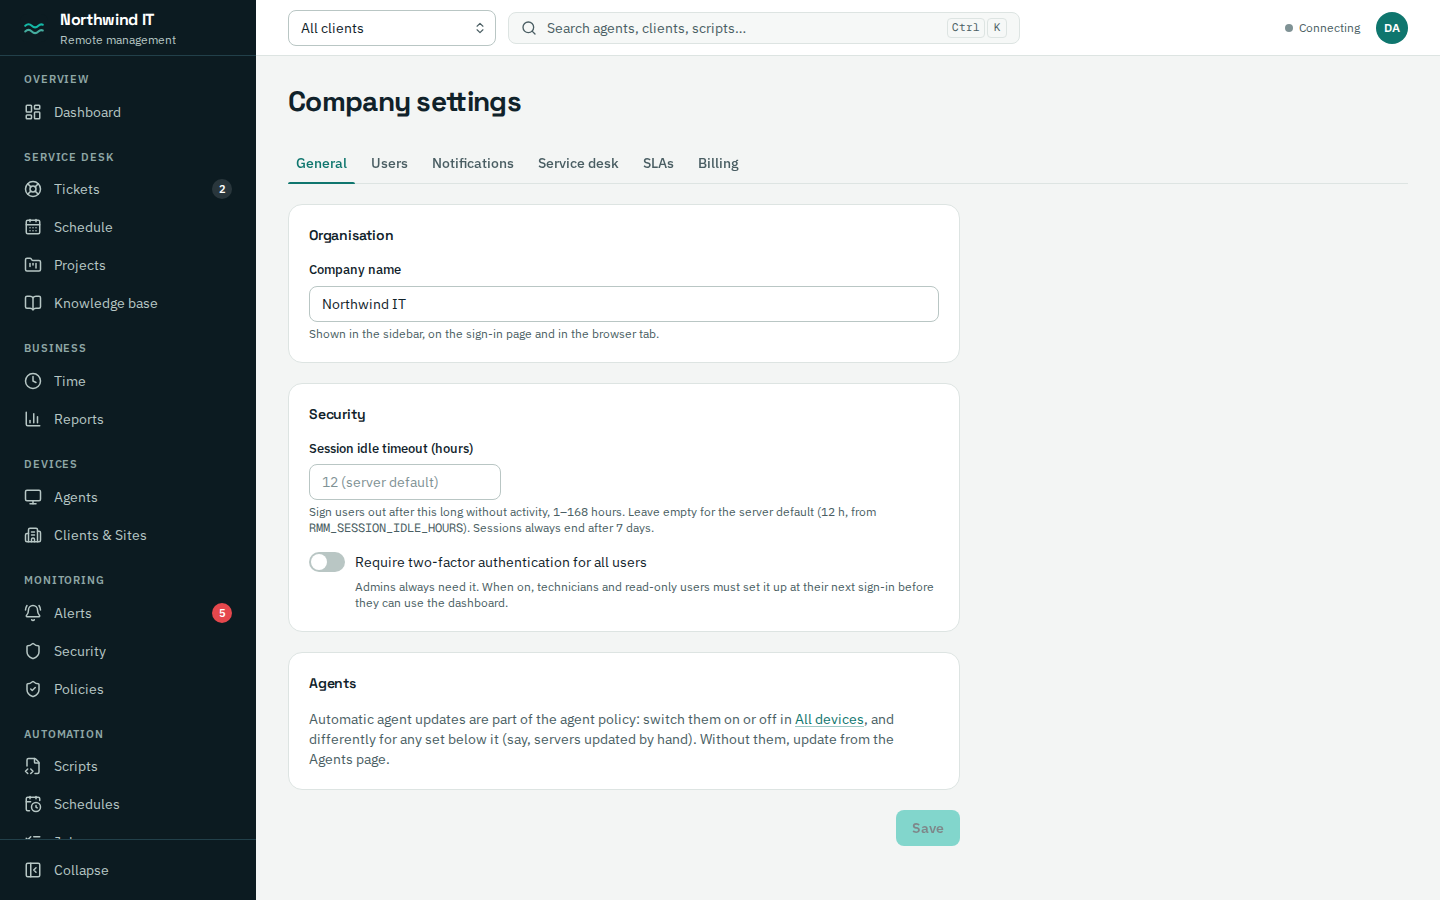 Northwind IT
Remote management
OVERVIEW
Dashboard
SERVICE DESK
Tickets
2
Schedule
Projects
Knowledge base
BUSINESS
Time
Reports
DEVICES
Agents
Clients & Sites
MONITORING
Alerts
5
Security
Policies
AUTOMATION
Scripts
Schedules
Collapse
All clients
Search agents, clients, scripts...
Ctrl K
Connecting
DA
Company settings
General
Users
Notifications
Service desk
SLAs
Billing
Organisation
Company name
Northwind IT
Shown in the sidebar, on the sign-in page and in the browser tab.
Security
Session idle timeout (hours)
12 (server default)
Sign users out after this long without activity, 1–168 hours. Leave empty for the server default (12 h, from
RMM_SESSION_IDLE_HOURS). Sessions always end after 7 days.
Require two-factor authentication for all users
Admins always need it. When on, technicians and read-only users must set it up at their next sign-in before
they can use the dashboard.
Agents
Automatic agent updates are part of the agent policy: switch them on or off in All devices, and
differently for any set below it (say, servers updated by hand). Without them, update from the
Agents page.
Save